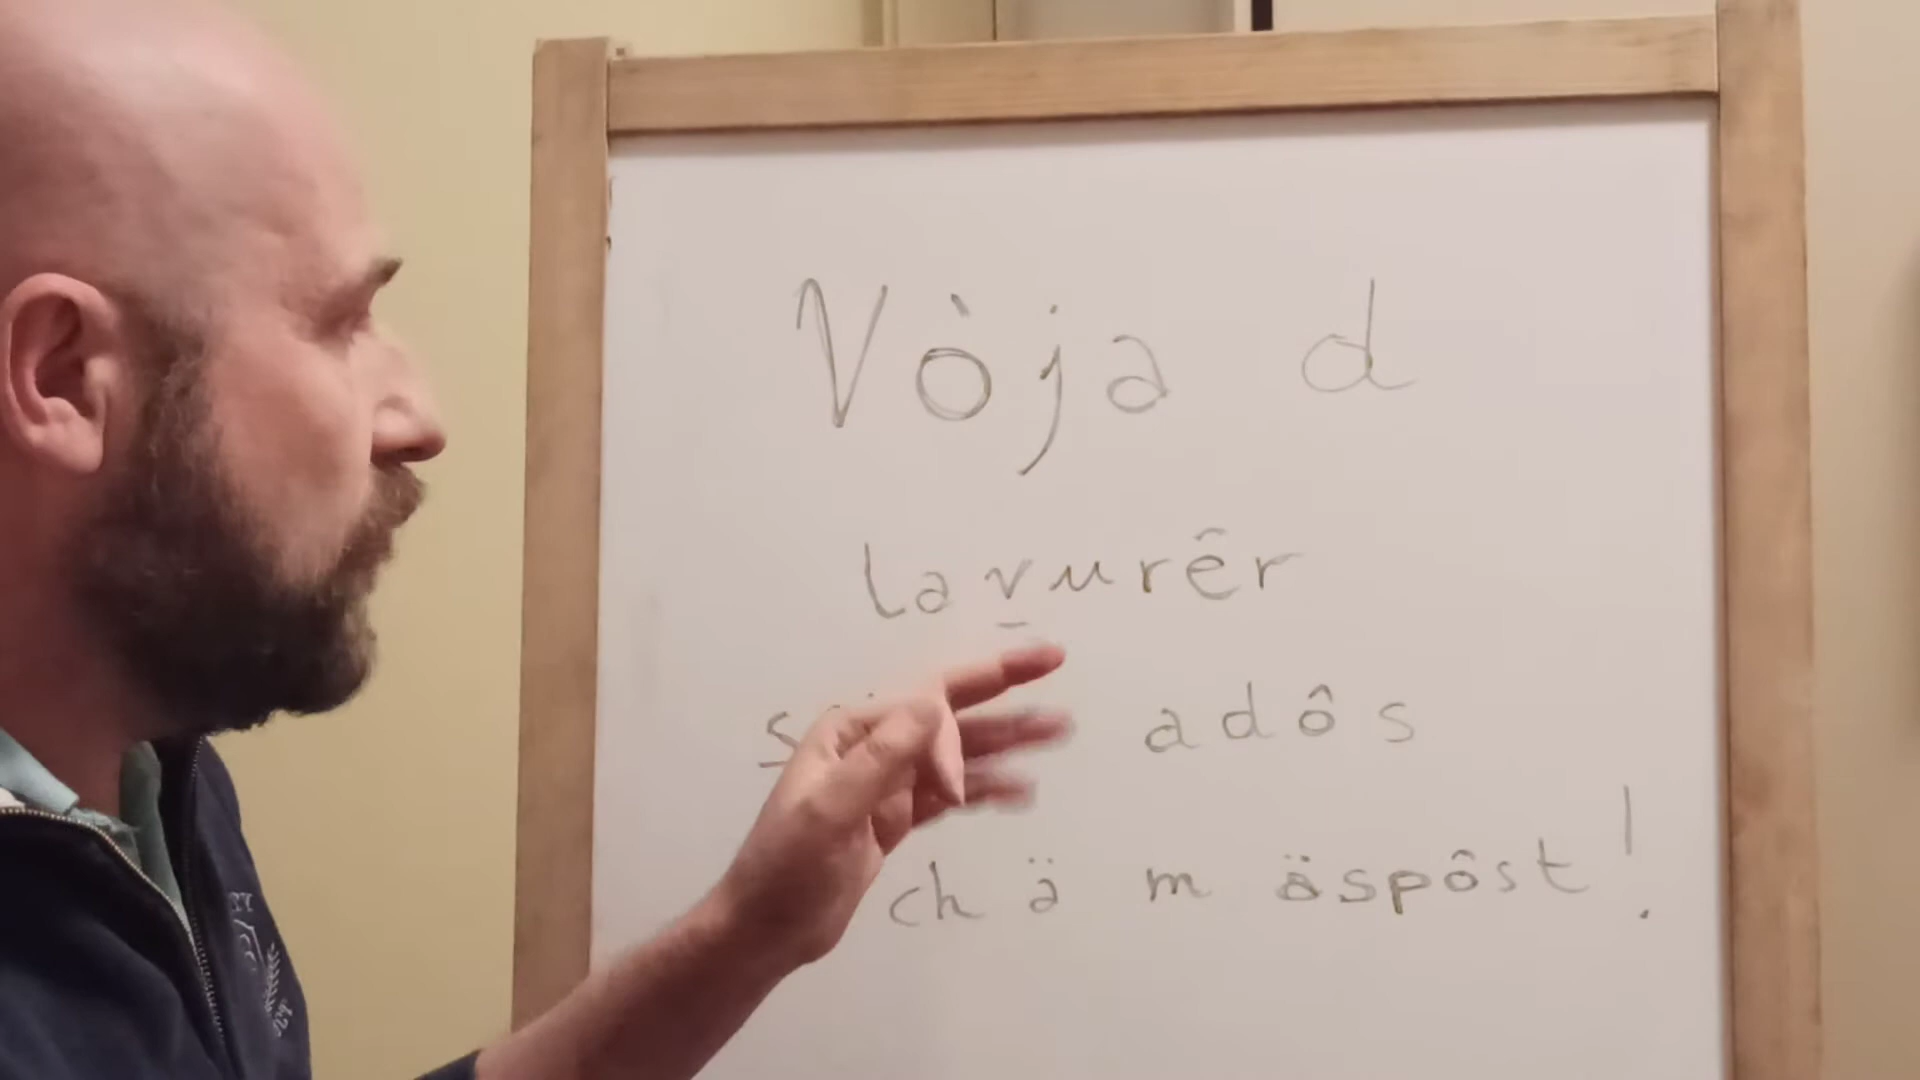 Vòja d
lavurêr
adôs
ch ä m äspôst!